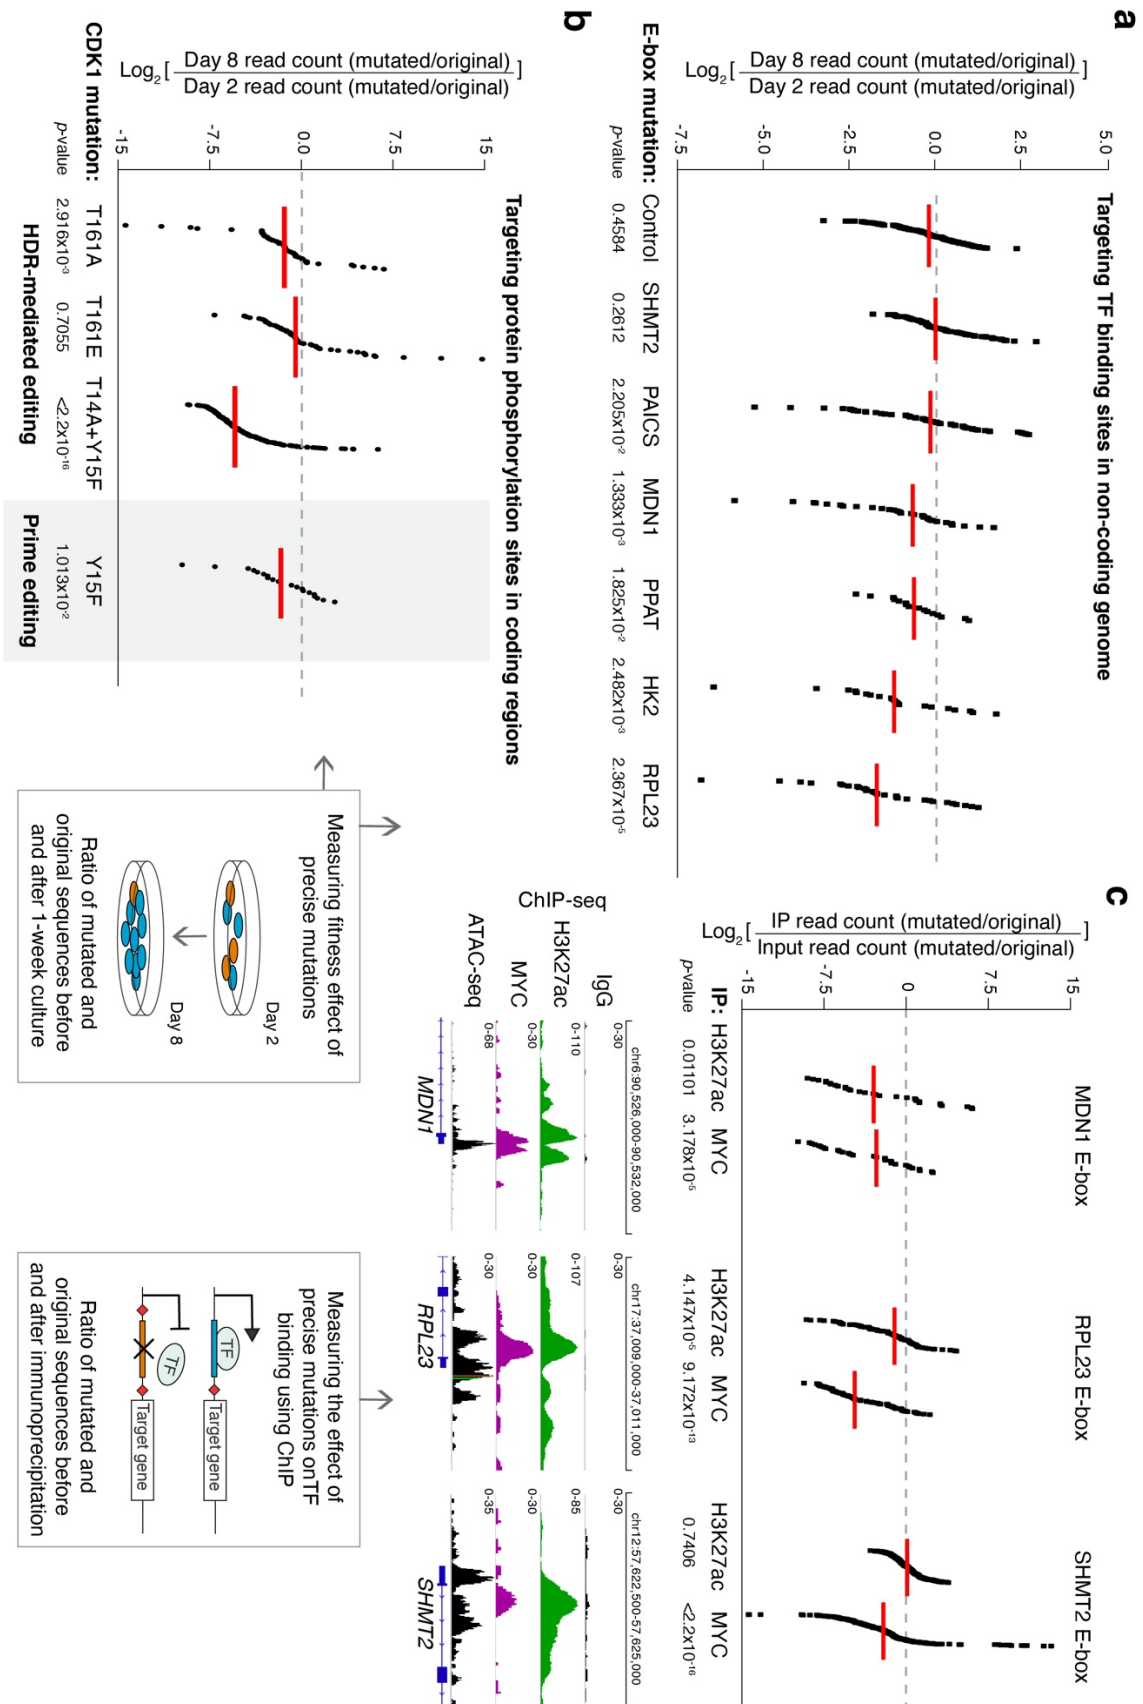 a
Targeting TF binding sites in non-coding genome
Log2[ Day 8 read count (mutated/original)
Day 2 read count (mutated/original) ]
5.0
2.5
0.0
-2.5
-5.0
-7.5
E-box mutation: Control SHMT2 PAICS MDN1 PPAT HK2 RPL23
p-value 0.4584 0.2612 2.205x10-2 1.333x10-3 1.825x10-2 2.482x10-3 2.367x10-5
b
Targeting protein phosphorylation sites in coding regions
Log2[ Day 8 read count (mutated/original)
Day 2 read count (mutated/original) ]
15
7.5
0.0
-7.5
-15
CDK1 mutation: T161A T161E T14A+Y15F Y15F
p-value 2.916x10-3 0.7055 <2.2x10-16 1.013x10-2
HDR-mediated editing Prime editing
Measuring fitness effect of
precise mutations
Day 2
Day 8
Ratio of mutated and
original sequences before
and after 1-week culture
c
MDN1 E-box RPL23 E-box SHMT2 E-box
Log2[ IP read count (mutated/original)
Input read count (mutated/original) ]
15
7.5
0
-7.5
-15
IP: H3K27ac MYC H3K27ac MYC H3K27ac MYC
p-value 0.01101 3.178x10-5 4.147x10-5 9.172x10-13 0.7406 <2.2x10-16
chr6:90,526,000-90,532,000 chr17:37,009,000-37,011,000 chr12:57,622,500-57,625,000
ChIP-seq
IgG 0-30 0-30 0-30
H3K27ac 0-110 0-107 0-85
MYC 0-30 0-30 0-30
ATAC-seq 0-68 0-30 0-35
MDN1 RPL23 SHMT2
Measuring the effect of
precise mutations onTF
binding using ChIP
TF
Target gene
TF
Target gene
Ratio of mutated and
original sequences before
and after immunoprecipitation